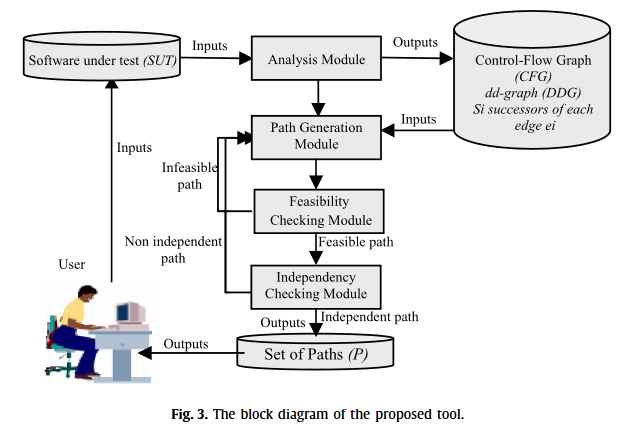 Inputs
Outputs
Software under test (SUT)
Analysis Module
Control-Flow Graph
(CFG)
dd-graph (DDG)
Si successors of each
edge ei
Path Generation
Module
Inputs
Inputs
Infeasible
path
Feasibility
Checking Module
Feasible path
Non independent
path
User
Independency
Checking Module
Independent path
Outputs
Outputs
Set of Paths (P)
Fig. 3. The block diagram of the proposed tool.